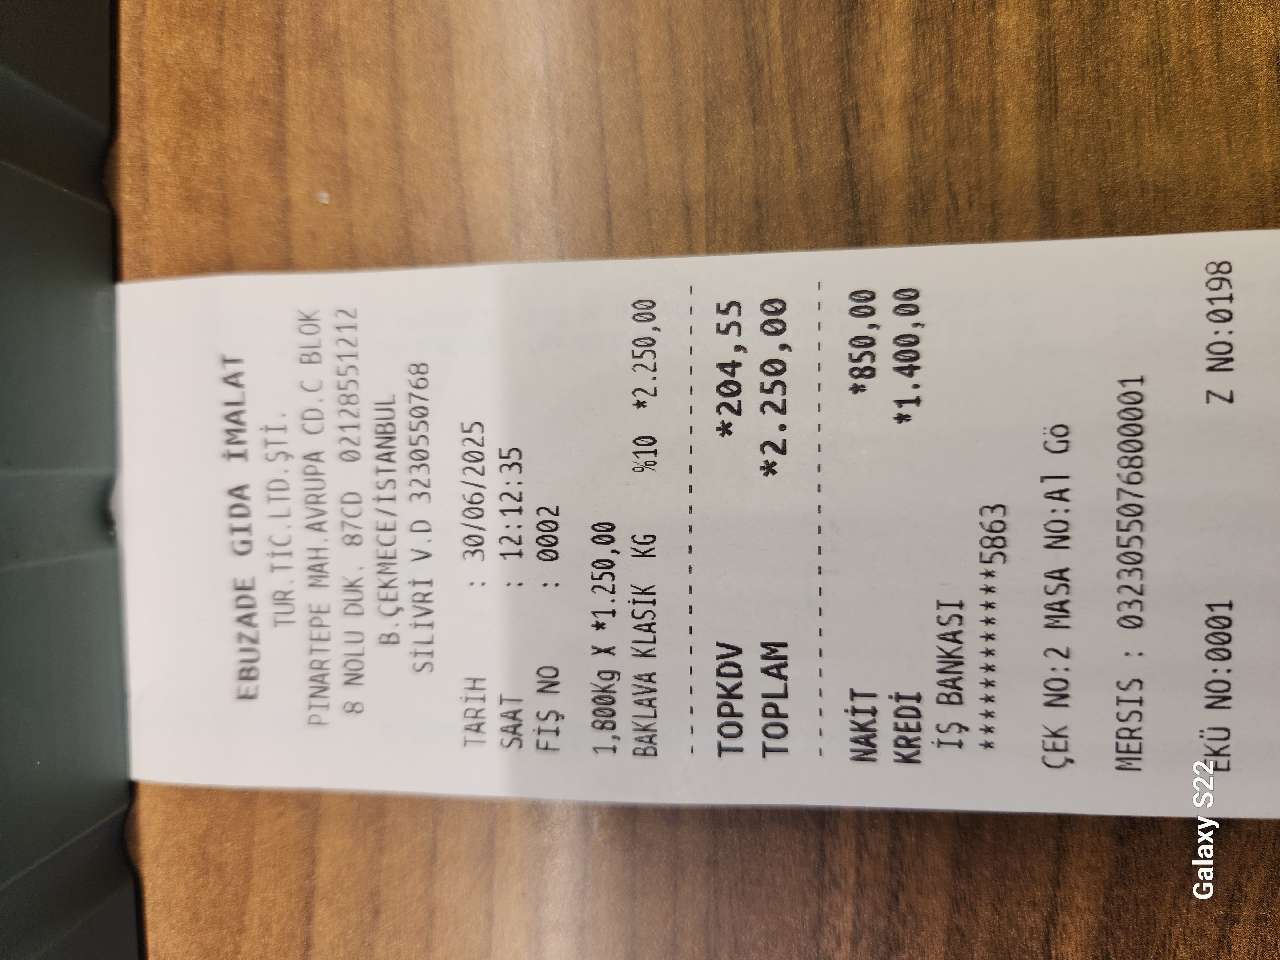 EBUZADE GIDA İMALAT
TUR.TİC.LTD.ŞTİ.
PINARTEPE MAH.AVRUPA CD.C BLOK
8 NOLU DUK. 87CD 02128551212
B.ÇEKMECE/İSTANBUL
SİLİVRİ V.D 3230550768
TARİH : 30/06/2025
SAAT : 12:12:35
FİŞ NO : 0002
1,800Kg X *1.250,00
BAKLAVA KLASİK KG %10 *2.250,00
TOPKDV *204,55
TOPLAM *2.250,00
NAKİT *850,00
KREDİ *1.400,00
İŞ BANKASI
************5863
ÇEK NO:2 MASA NO:Al Gö
MERSIS : 0323055076800001
EKÜ NO:0001 Z NO:0198
Galaxy S22